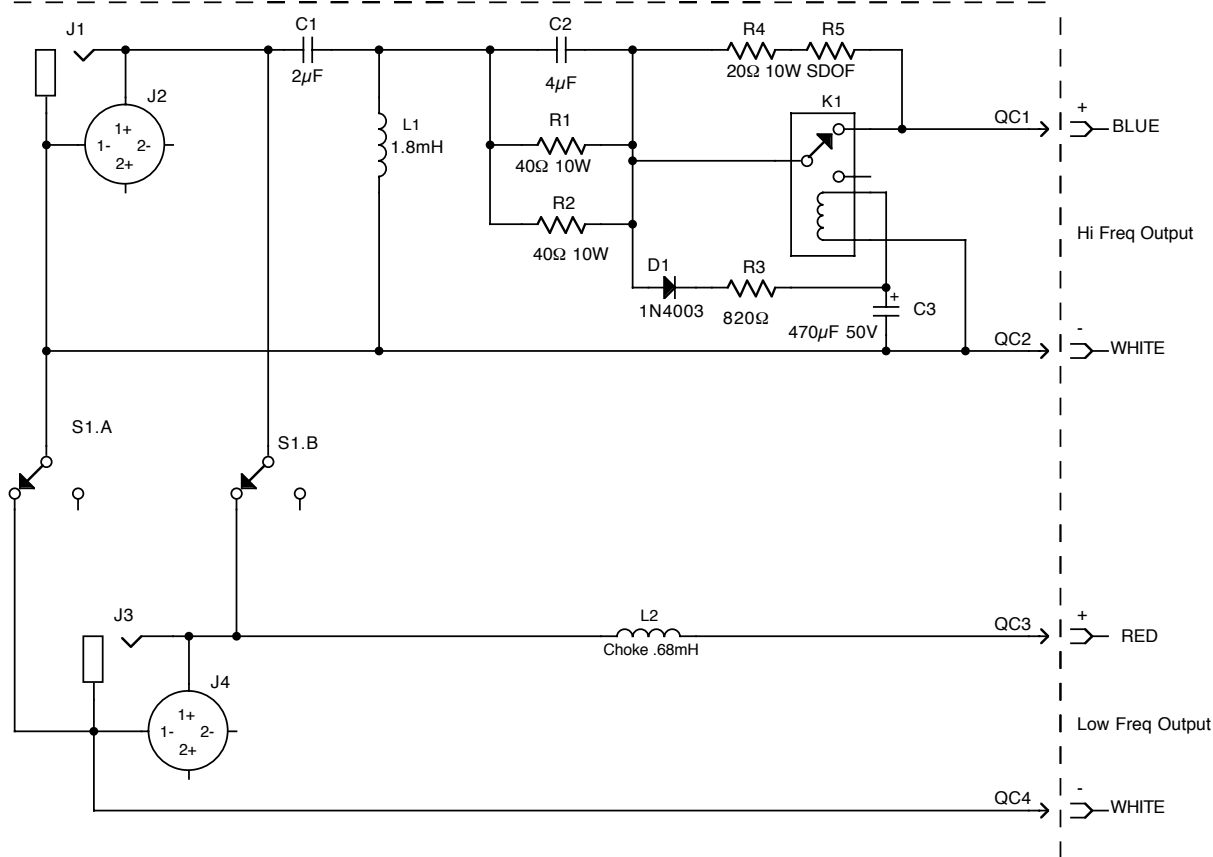 J1
C1
2µF
C2
4µF
R4 R5
20Ω 10W SDOF
K1
QC1
+
BLUE
J2
1+
1- 2-
2+
L1
1.8mH
R1
40Ω 10W
R2
40Ω 10W
Hi Freq Output
D1
1N4003
R3
820Ω
+
C3
470µF 50V
QC2
-
WHITE
S1.A
S1.B
J3
L2
Choke .68mH
QC3
+
RED
J4
1+
1- 2-
2+
Low Freq Output
QC4
-
WHITE